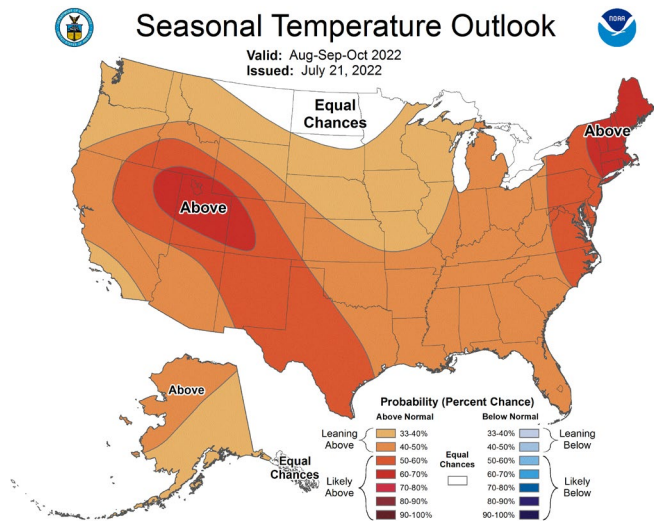 Seasonal Temperature Outlook
NOAA
Valid: Aug-Sep-Oct 2022
Issued: July 21, 2022
Equal
Chances
Above
Above
Above
Equal
Chances
Probability (Percent Chance)
Above Normal
Below Normal
Leaning
Above
33-40%
40-50%
Likely
Above
50-60%
60-70%
70-80%
80-90%
90-100%
Equal
Chances
33-40%
40-50%
Leaning
Below
50-60%
60-70%
70-80%
80-90%
90-100%
Likely
Below